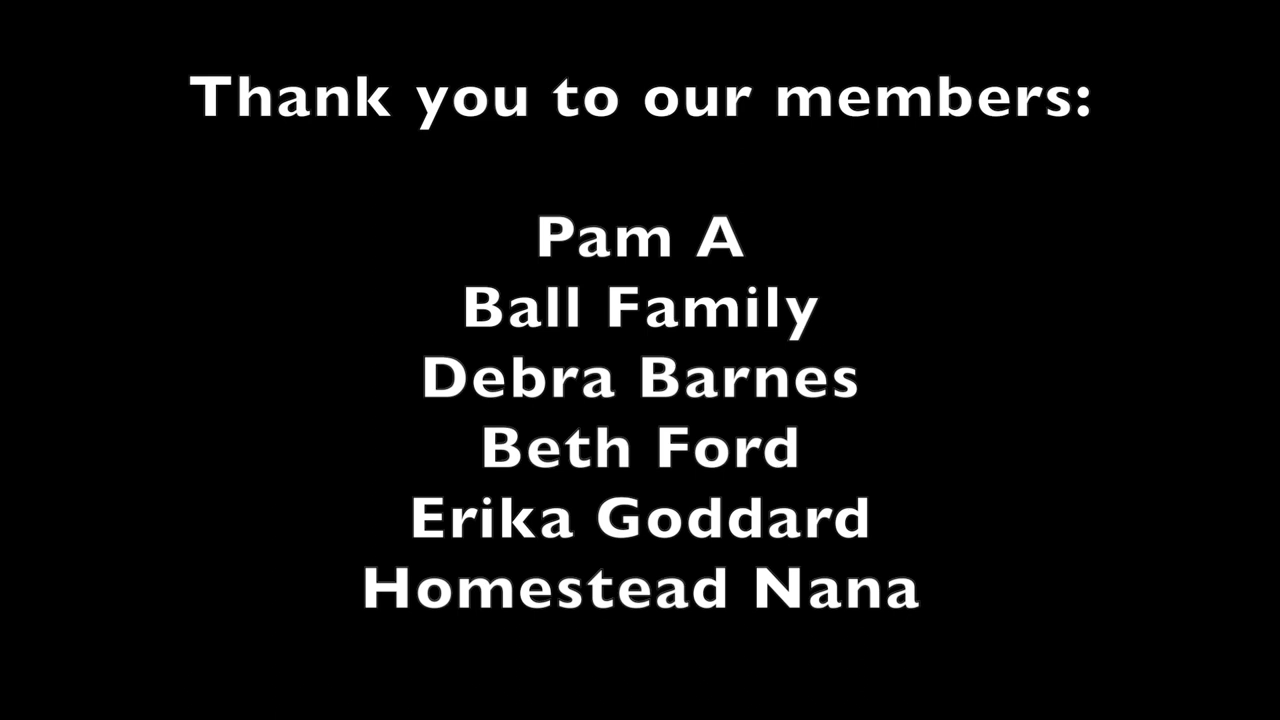 Thank you to our members:
Pam A
Ball Family
Debra Barnes
Beth Ford
Erika Goddard
Homestead Nana